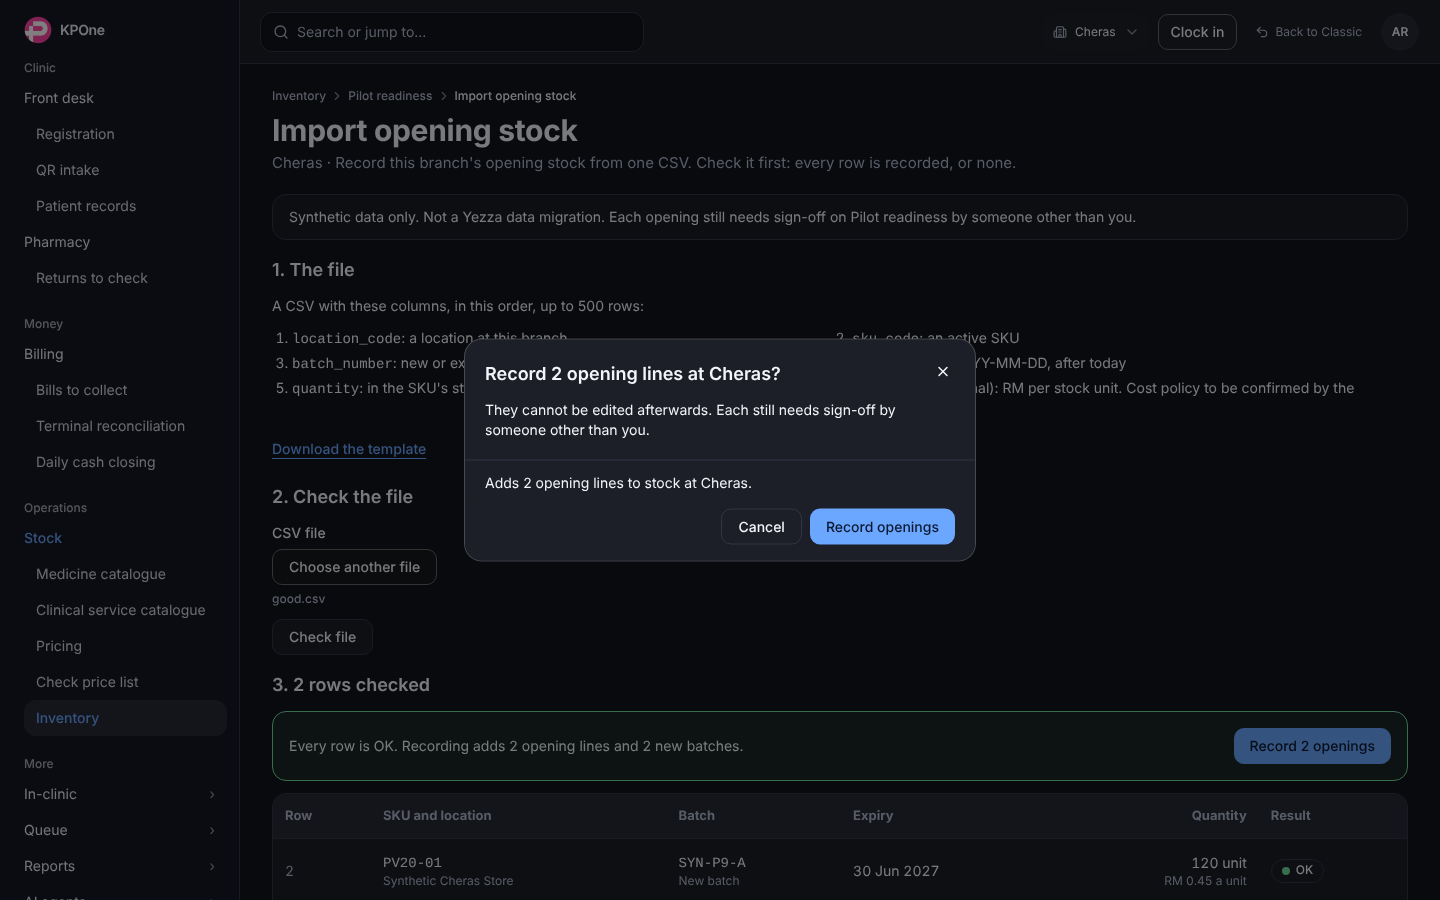 KPOne
Search or jump to...
Cheras
Clock in
Back to Classic
AR
Clinic
Front desk
Registration
QR intake
Patient records
Pharmacy
Returns to check
Money
Billing
Bills to collect
Terminal reconciliation
Daily cash closing
Operations
Stock
Medicine catalogue
Clinical service catalogue
Pricing
Check price list
Inventory
More
In-clinic
Queue
Reports
Inventory > Pilot readiness > Import opening stock
Import opening stock
Cheras · Record this branch's opening stock from one CSV. Check it first: every row is recorded, or none.
Synthetic data only. Not a Yezza data migration. Each opening still needs sign-off on Pilot readiness by someone other than you.
1. The file
A CSV with these columns, in this order, up to 500 rows:
1. location_code: a location at this branch
2. sku_code: an active SKU
3. batch_number: new or ex
YY-MM-DD, after today
5. quantity: in the SKU's st
al): RM per stock unit. Cost policy to be confirmed by the
Download the template
2. Check the file
CSV file
Choose another file
good.csv
Check file
Record 2 opening lines at Cheras?
They cannot be edited afterwards. Each still needs sign-off by
someone other than you.
Adds 2 opening lines to stock at Cheras.
Cancel
Record openings
3. 2 rows checked
Every row is OK. Recording adds 2 opening lines and 2 new batches.
Record 2 openings
Row SKU and location Batch Expiry Quantity Result
2 PV20-01 SYN-P9-A 30 Jun 2027 120 unit OK
Synthetic Cheras Store New batch RM 0.45 a unit